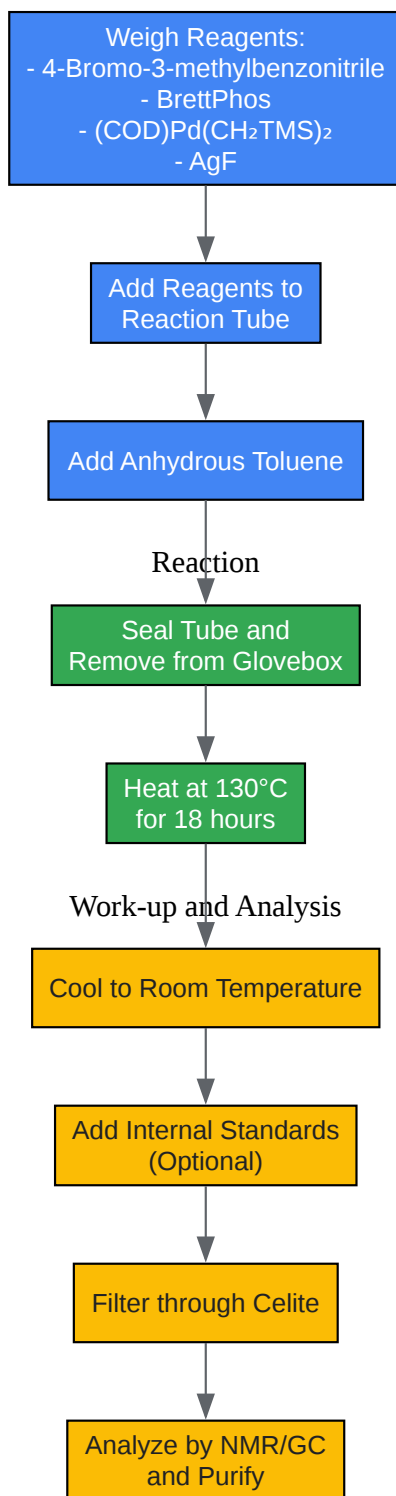 Weigh Reagents:
- 4-Bromo-3-methylbenzonitrile
- BrettPhos
- (COD)Pd(CH₂TMS)₂
- AgF
Add Reagents to
Reaction Tube
Add Anhydrous Toluene
Reaction
Seal Tube and
Remove from Glovebox
Heat at 130°C
for 18 hours
Work-up and Analysis
Cool to Room Temperature
Add Internal Standards
(Optional)
Filter through Celite
Analyze by NMR/GC
and Purify